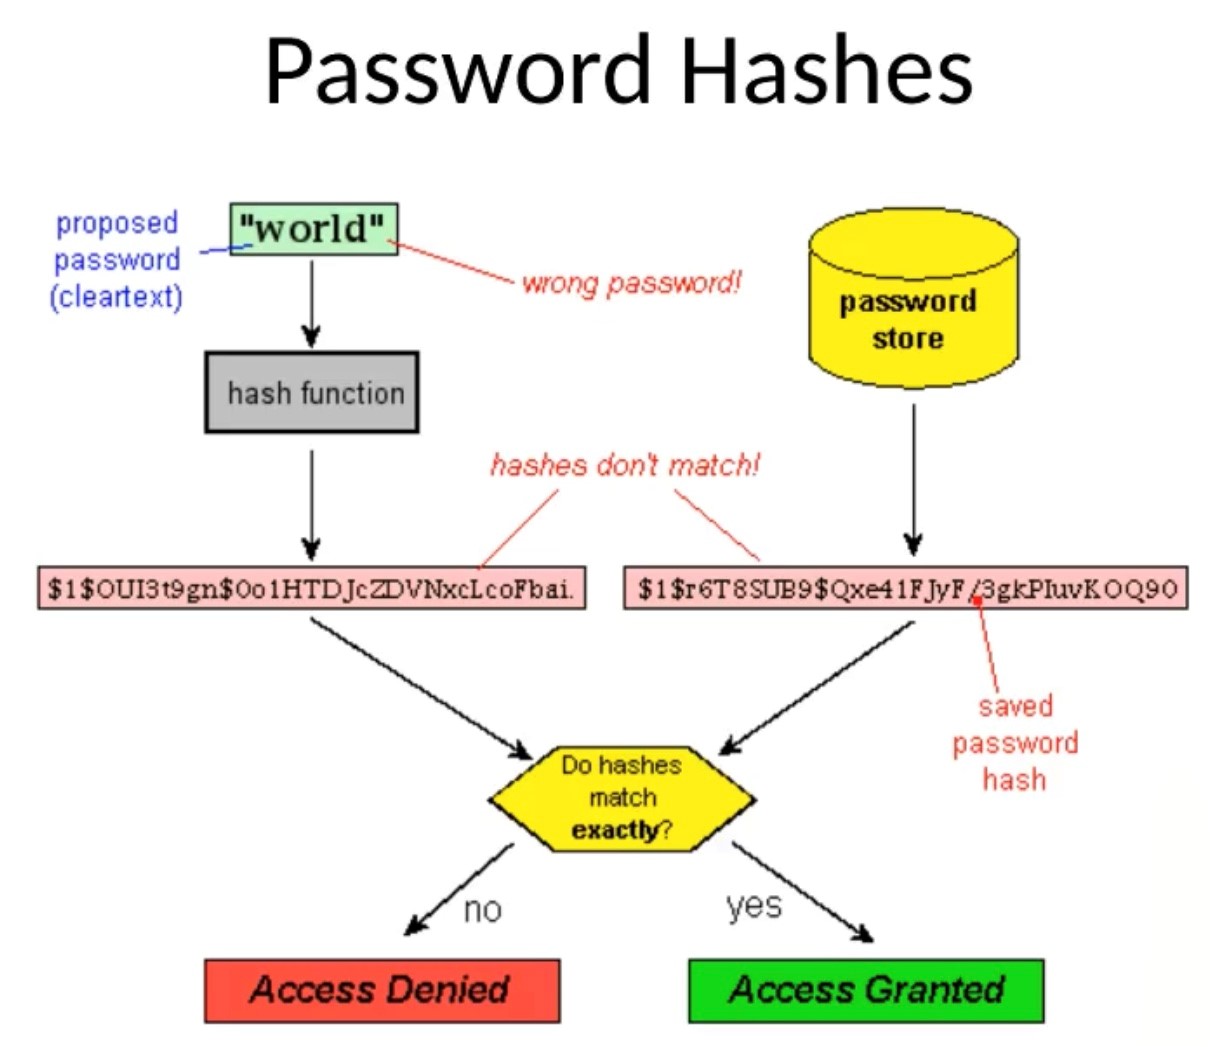 Password Hashes
proposed
password
(cleartext)
"world"
wrong password!
password
store
hash function
hashes don't match!
$1$OUI3t9gn$0o1HTDJcZDVNxcLcoFbai.
$1$r6T8SUB9$Qxe41FJyF/3gkPIuvKOQ90
saved
password
hash
Do hashes
match
exactly?
no
yes
Access Denied
Access Granted